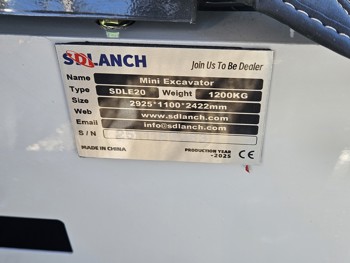 SDLANCH Join Us To Be Dealer
Name Mini Excavator
Type SDLE20 Weight 1200KG
Size 2925*1100*2422mm
Web www.sdlanch.com
Email info@sdlanch.com
S/N
MADE IN CHINA PRODUCTION YEAR
-2025 CE